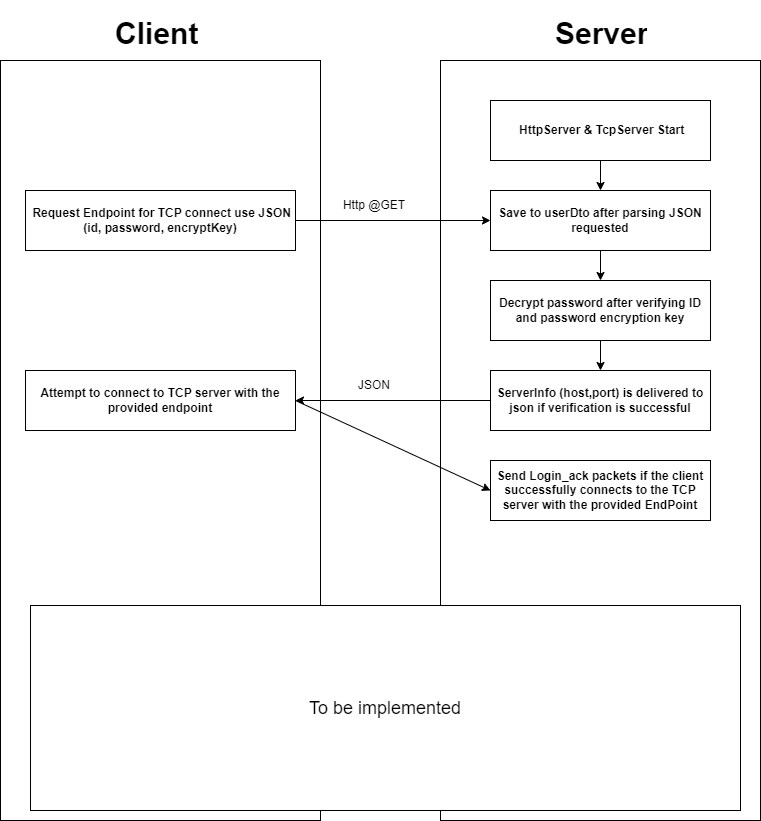 Client
Server
HttpServer & TcpServer Start
Request Endpoint for TCP connect use JSON
(id, password, encryptKey)
Http @GET
Save to userDto after parsing JSON
requested
Decrypt password after verifying ID
and password encryption key
Attempt to connect to TCP server with the
provided endpoint
JSON
ServerInfo (host,port) is delivered to
json if verification is successful
Send Login_ack packets if the client
successfully connects to the TCP
server with the provided EndPoint
To be implemented